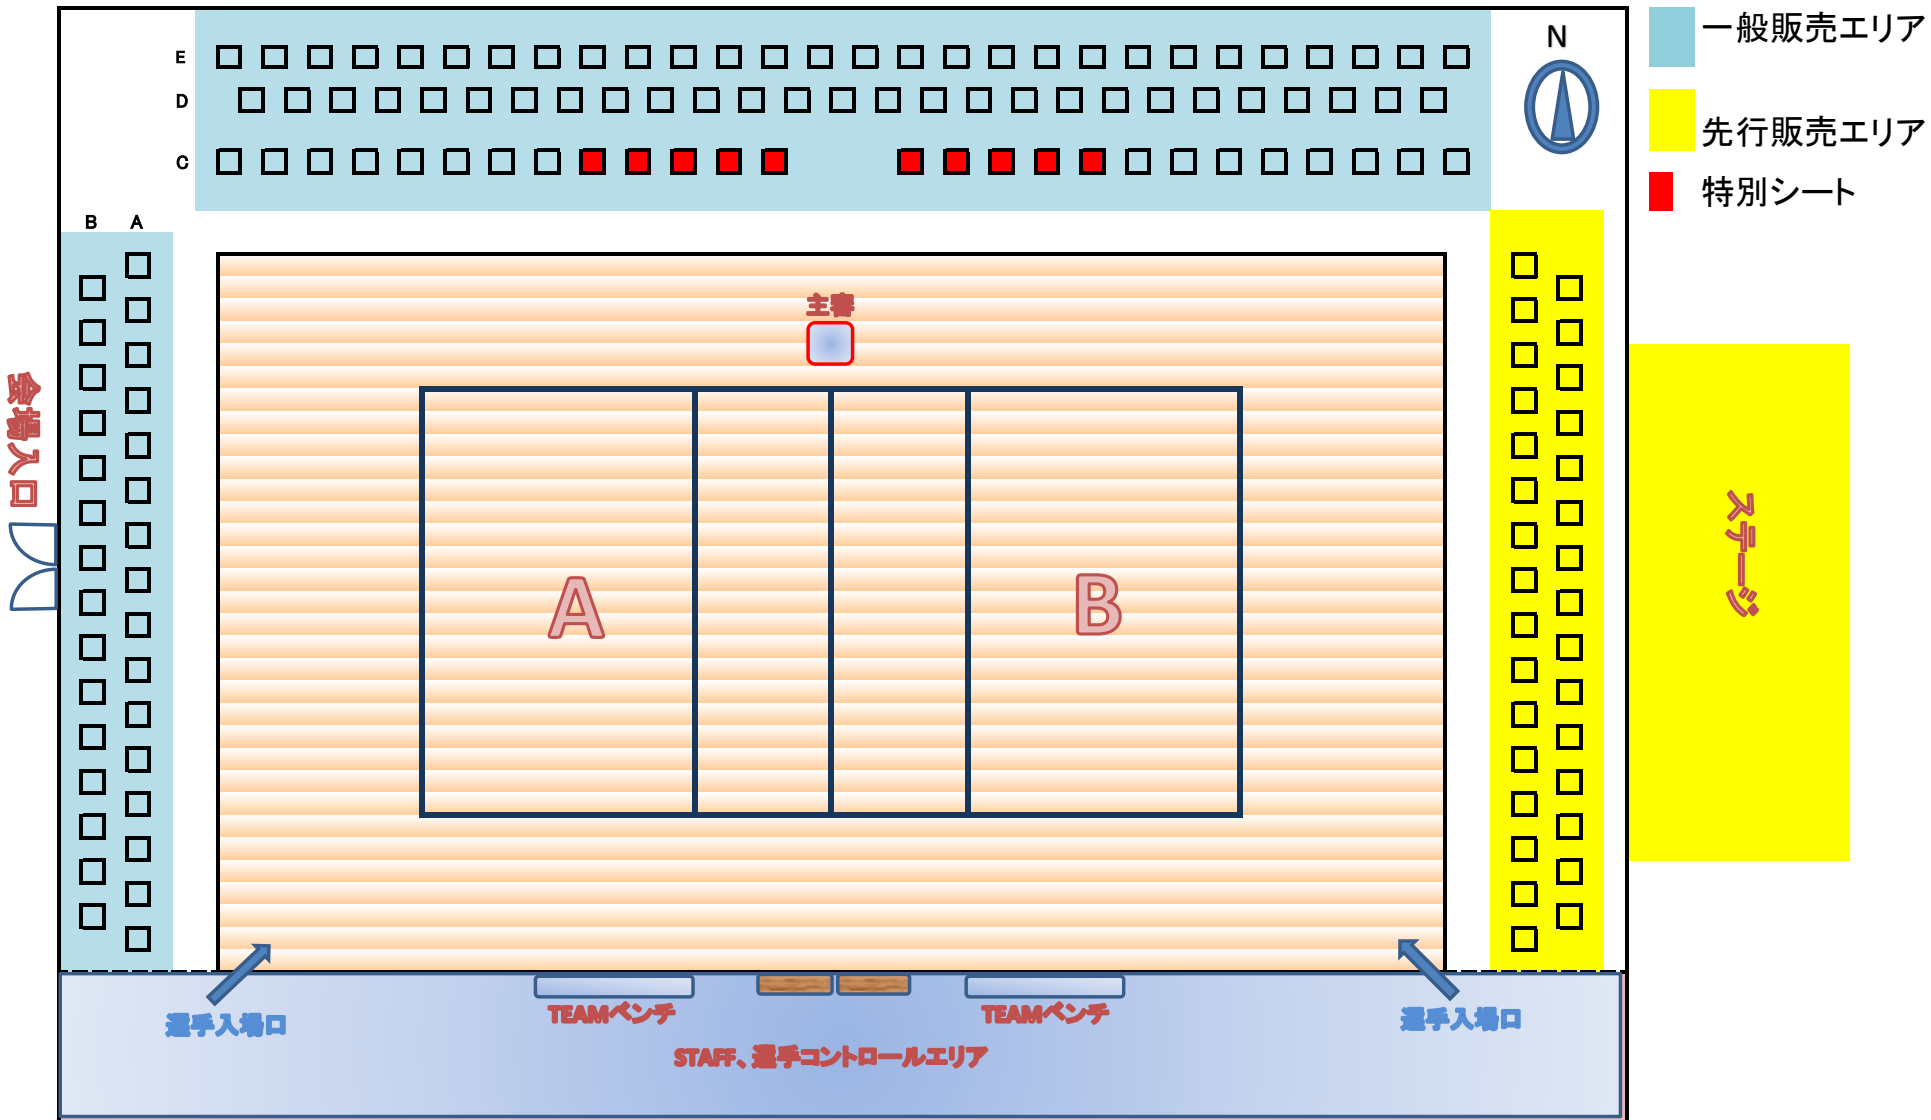 N
一般販売エリア
先行販売エリア
特別シート
E
D
C
B A
主審
会場入口
A
B
ステージ
選手入場口
TEAMベンチ
TEAMベンチ
選手入場口
STAFF、選手コントロールエリア